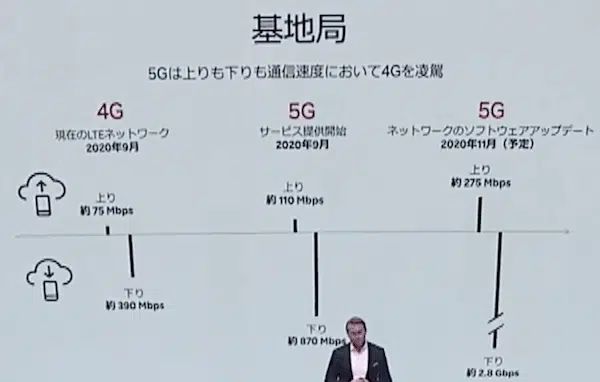 基地局
5Gは上りも下りも通信速度において4Gを凌駕
4G
現在のLTEネットワーク
2020年9月
5G
サービス提供開始
2020年9月
5G
ネットワークのソフトウェアアップデート
2020年11月（予定）
上り
約 75 Mbps
上り
約 110 Mbps
上り
約 275 Mbps
下り
約 390 Mbps
下り
約 870 Mbps
下り
約 2.8 Gbps